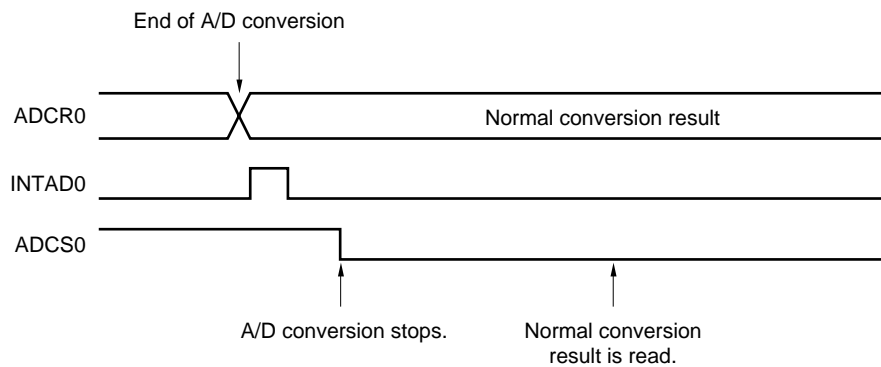 End of A/D conversion
ADCR0
Normal conversion result
INTAD0
ADCS0
A/D conversion stops.
Normal conversion
result is read.